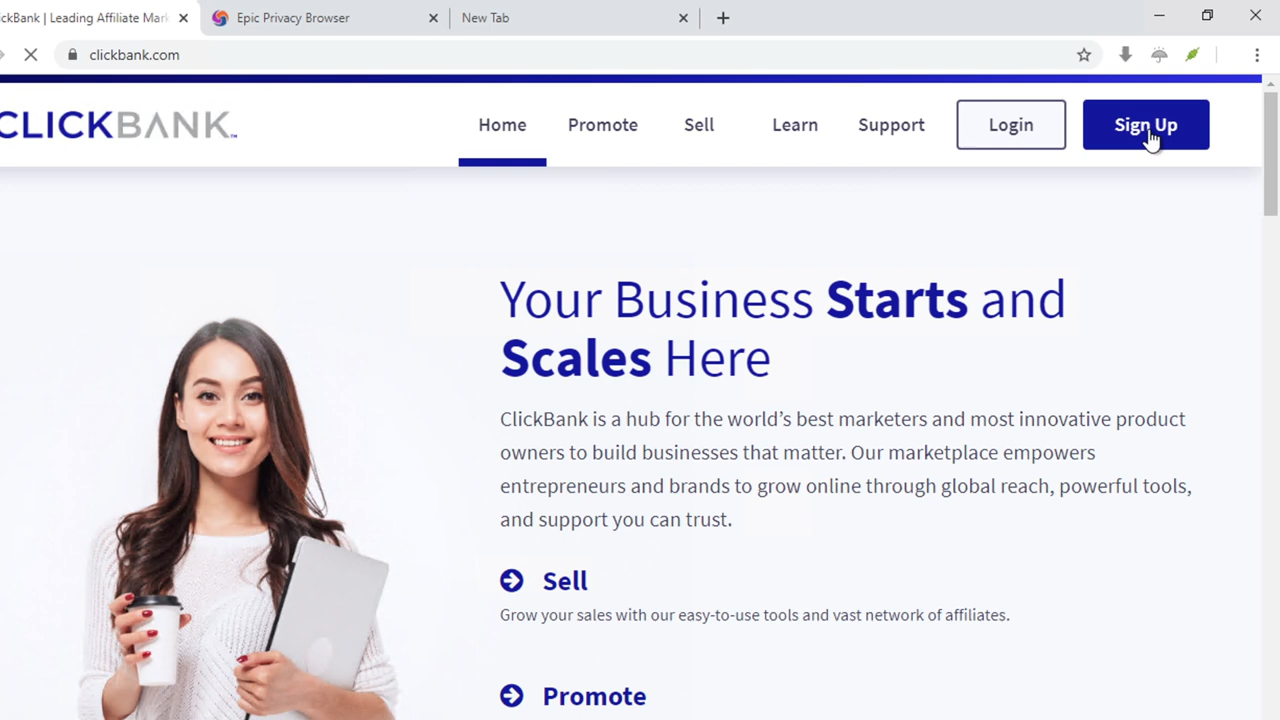 ckBank | Leading Affiliate Mark
Epic Privacy Browser
New Tab
clickbank.com
CLICKBANK™
Home
Promote
Sell
Learn
Support
Login
Sign Up
Your Business Starts and
Scales Here
ClickBank is a hub for the world’s best marketers and most innovative product
owners to build businesses that matter. Our marketplace empowers
entrepreneurs and brands to grow online through global reach, powerful tools,
and support you can trust.
Sell
Grow your sales with our easy-to-use tools and vast network of affiliates.
Promote